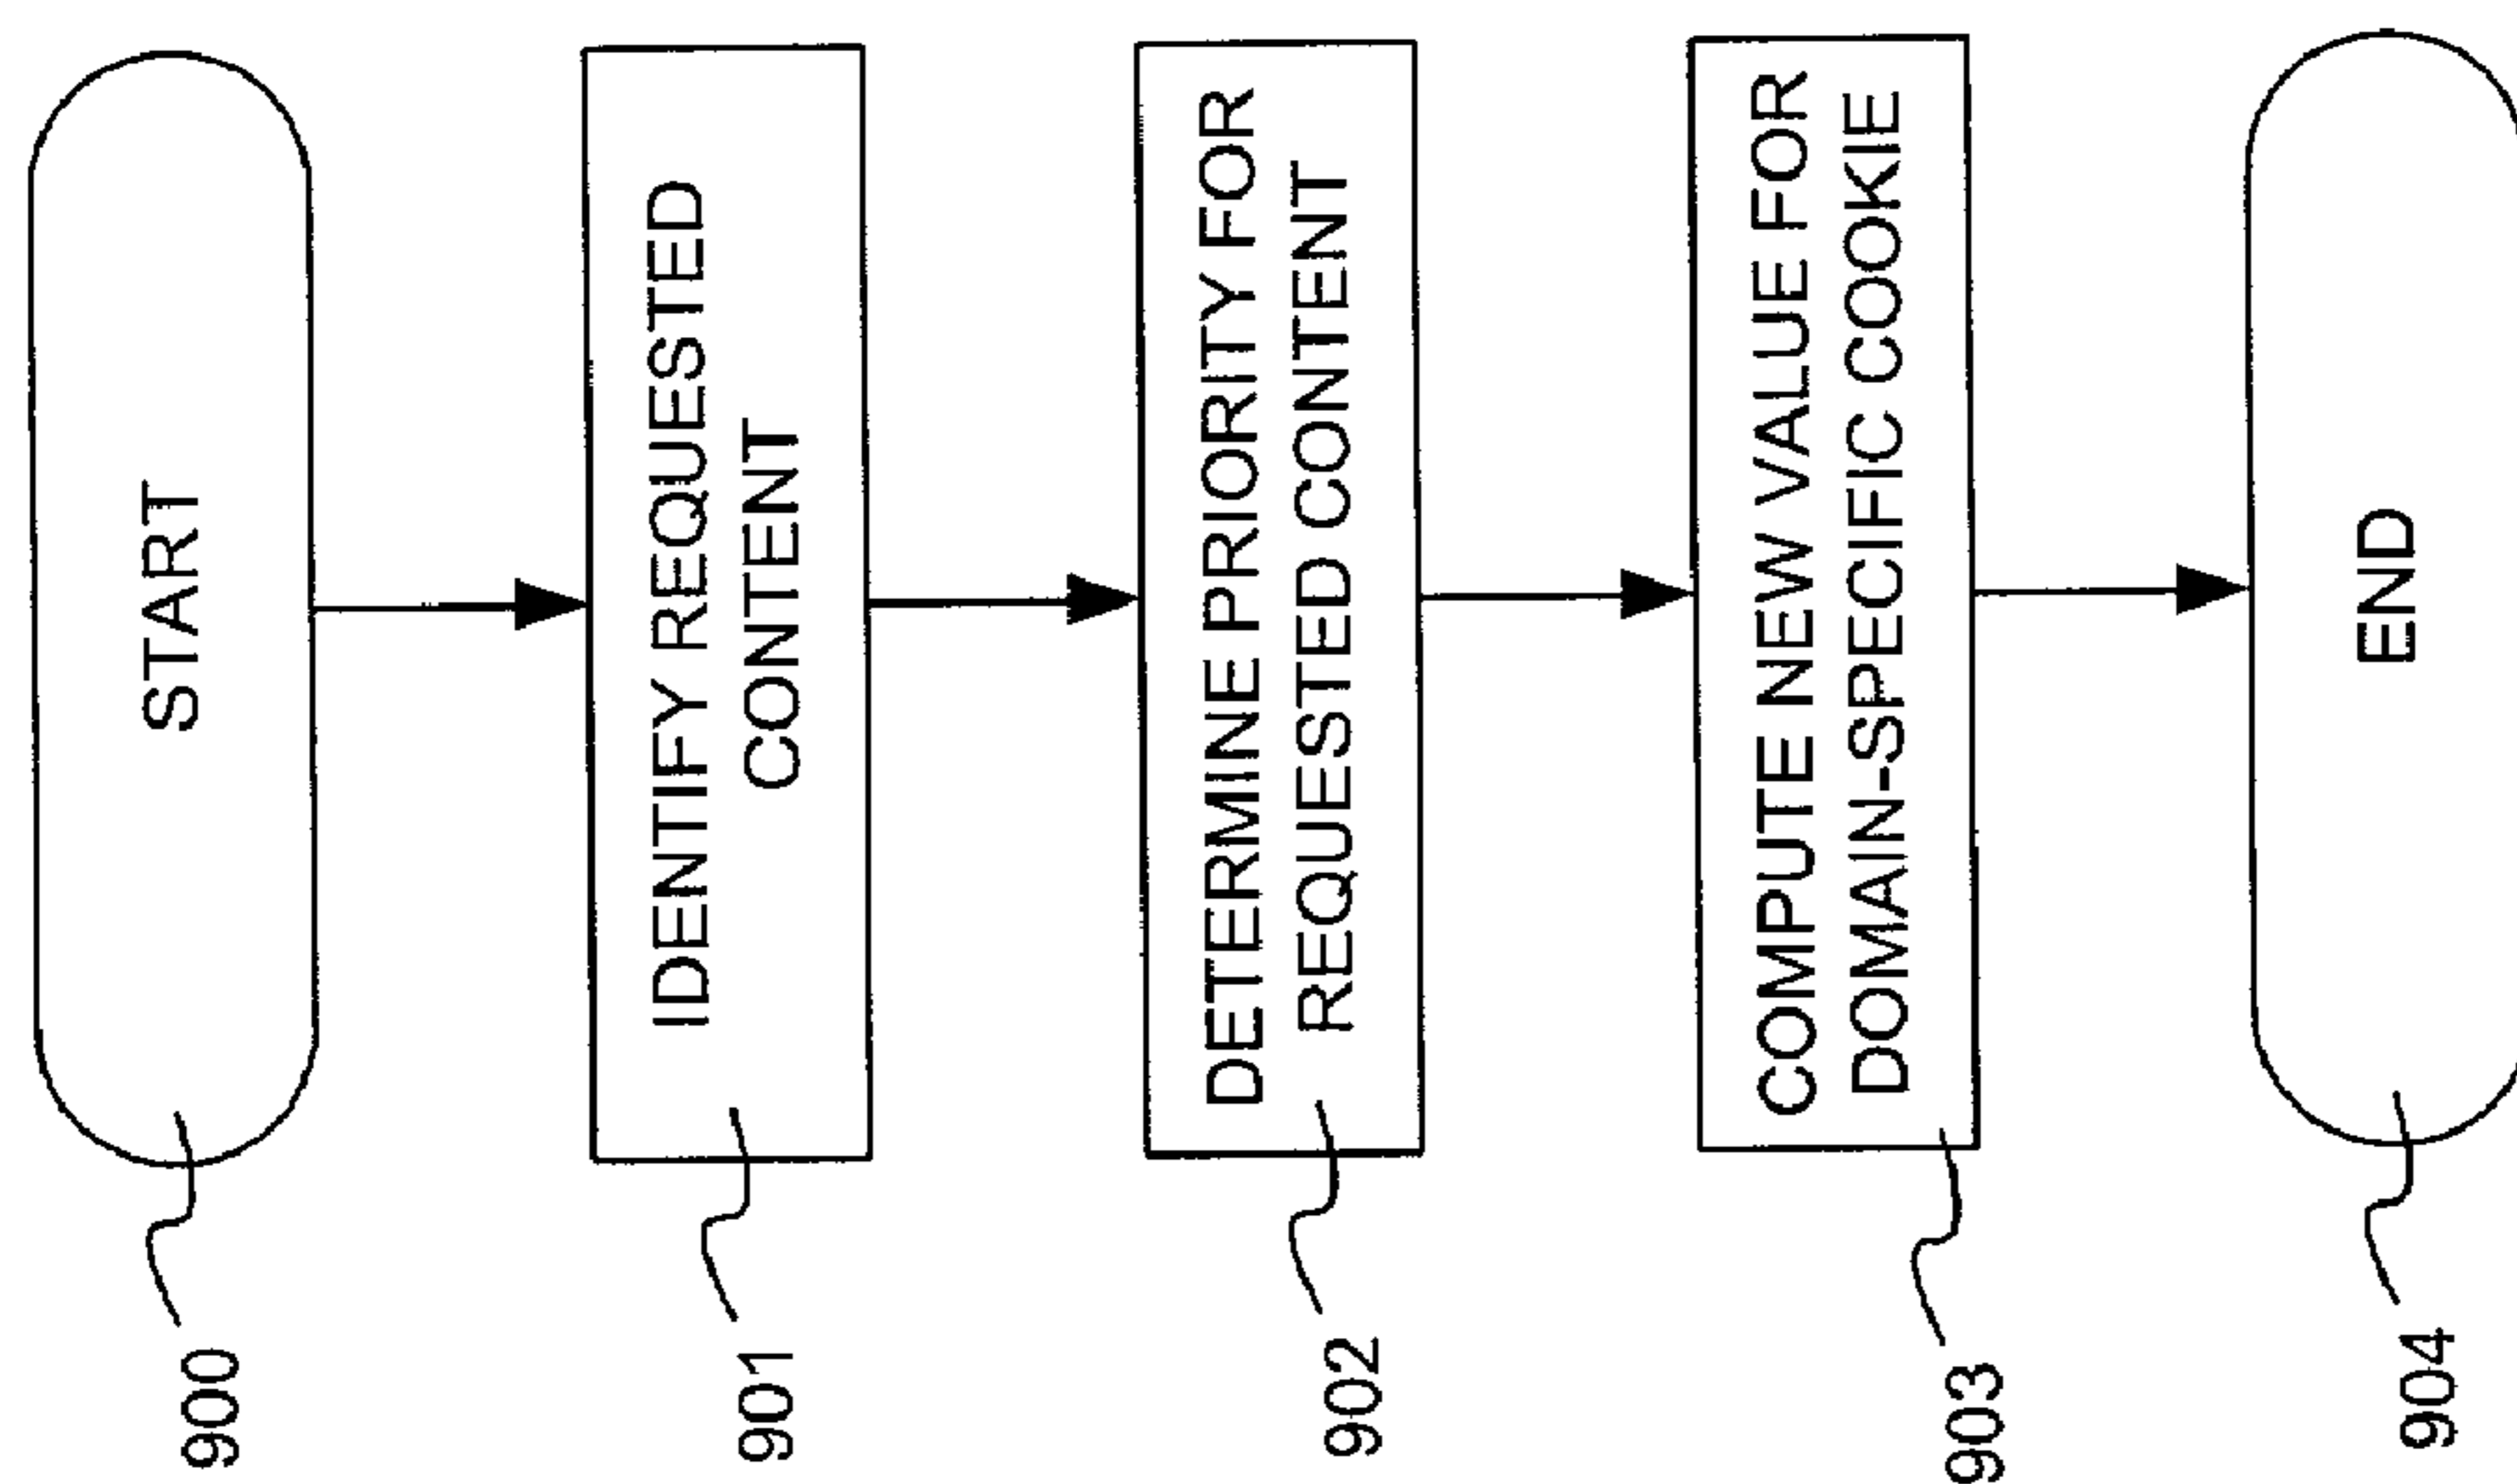 START
900
IDENTIFY REQUESTED
CONTENT
901
DETERMINE PRIORITY FOR
REQUESTED CONTENT
902
COMPUTE NEW VALUE FOR
DOMAIN-SPECIFIC COOKIE
903
END
904